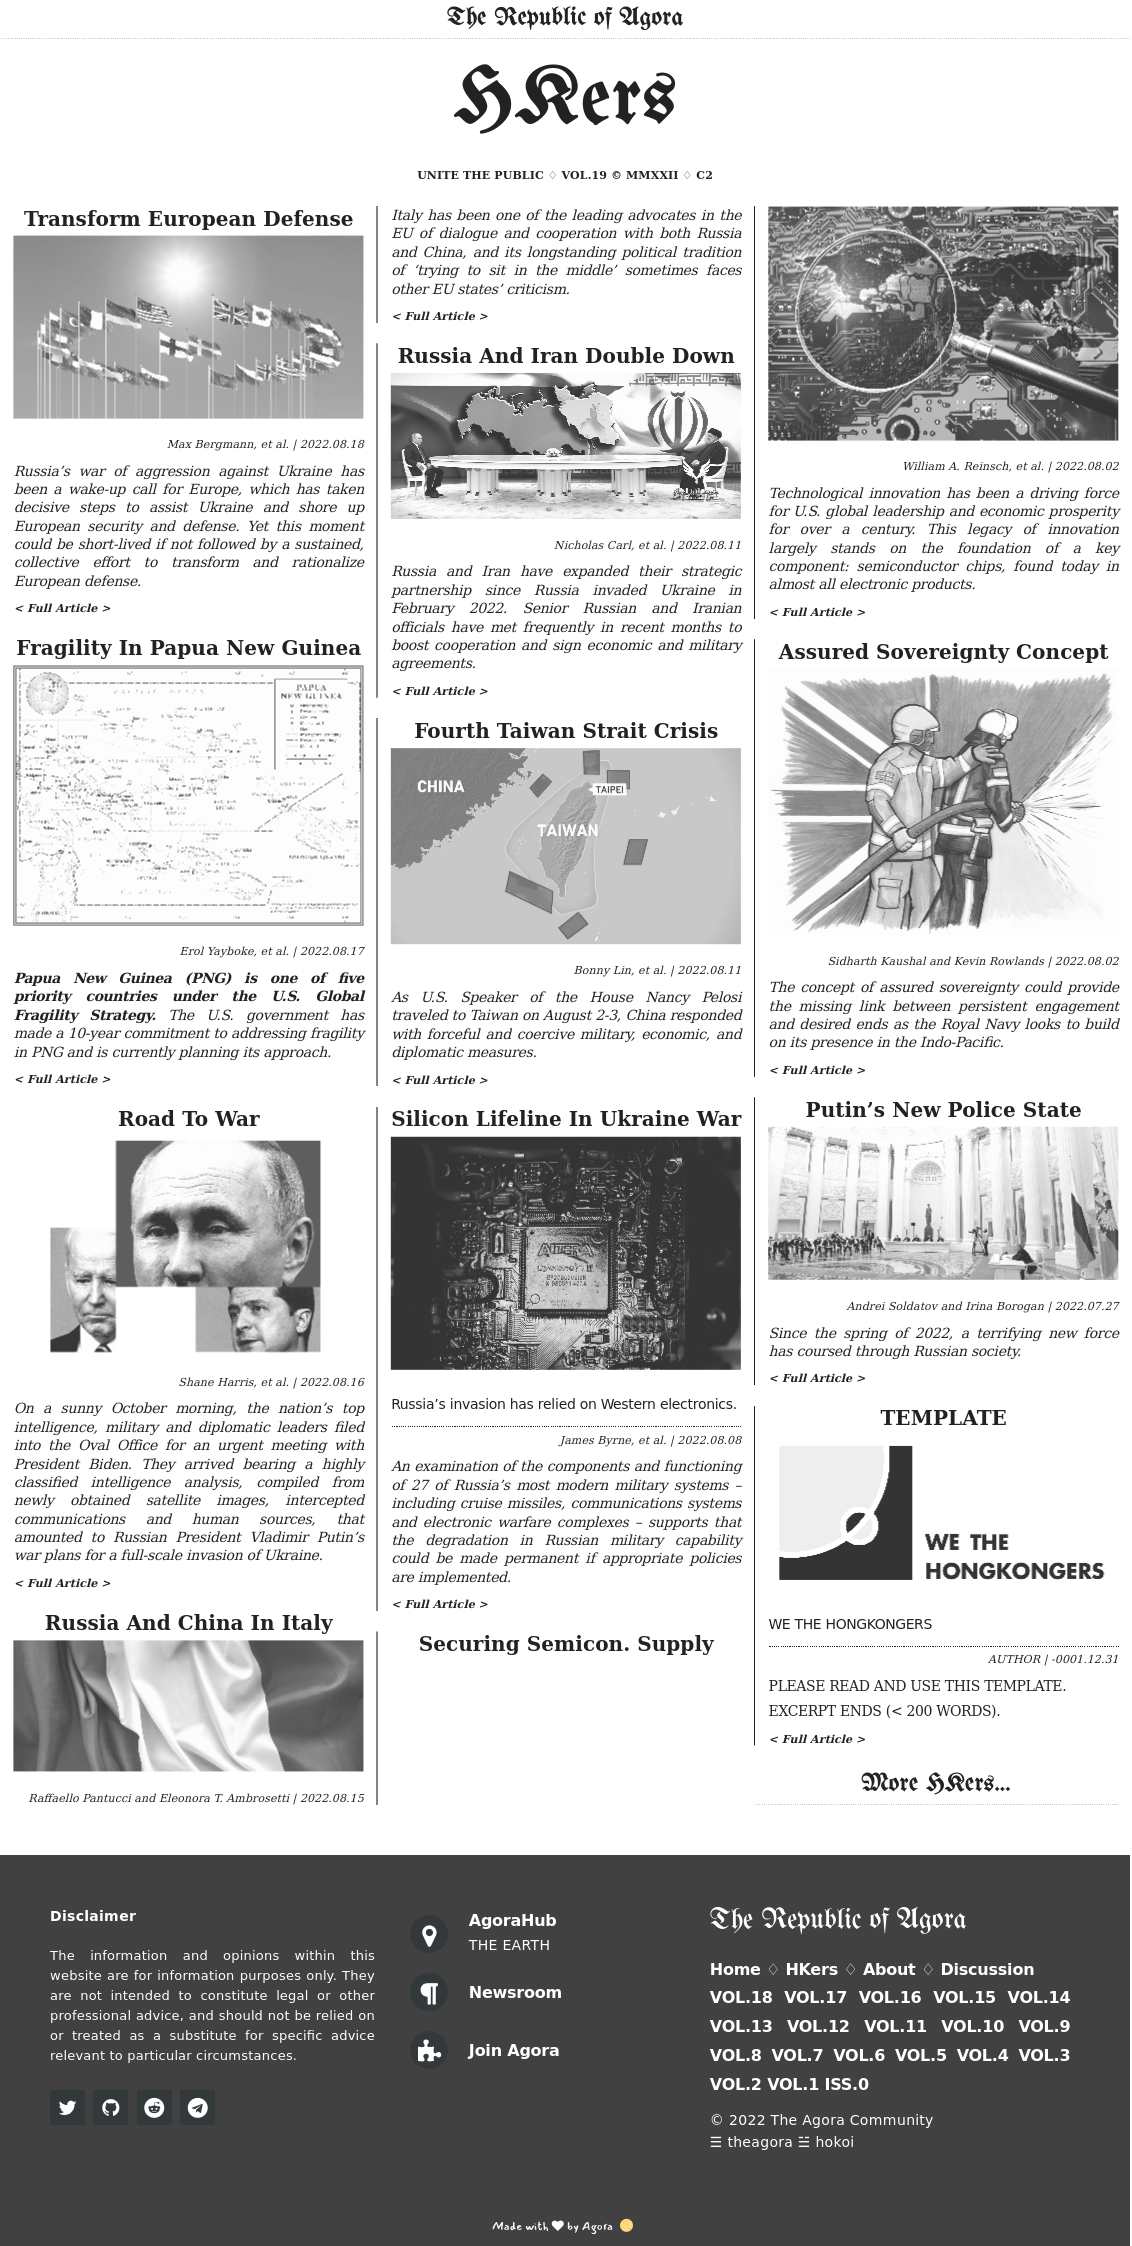 The Republic of Agora
HKers
UNITE THE PUBLIC ♢ VOL.19 © MMXXII ♢ C2
Transform European Defense
Max Bergmann, et al. | 2022.08.18
Russia’s war of aggression against Ukraine has
been a wake-up call for Europe, which has taken
decisive steps to assist Ukraine and shore up
European security and defense. Yet this moment
could be short-lived if not followed by a sustained,
collective effort to transform and rationalize
European defense.
< Full Article >
Fragility In Papua New Guinea
PAPUA
NEW GUINEA
Erol Yayboke, et al. | 2022.08.17
Papua New Guinea (PNG) is one of five
priority countries under the U.S. Global
Fragility Strategy. The U.S. government has
made a 10-year commitment to addressing fragility
in PNG and is currently planning its approach.
< Full Article >
Road To War
Shane Harris, et al. | 2022.08.16
On a sunny October morning, the nation’s top
intelligence, military and diplomatic leaders filed
into the Oval Office for an urgent meeting with
President Biden. They arrived bearing a highly
classified intelligence analysis, compiled from
newly obtained satellite images, intercepted
communications and human sources, that
amounted to Russian President Vladimir Putin’s
war plans for a full-scale invasion of Ukraine.
< Full Article >
Russia And China In Italy
Raffaello Pantucci and Eleonora T. Ambrosetti | 2022.08.15
Italy has been one of the leading advocates in the
EU of dialogue and cooperation with both Russia
and China, and its longstanding political tradition
of ‘trying to sit in the middle’ sometimes faces
other EU states’ criticism.
< Full Article >
Russia And Iran Double Down
Nicholas Carl, et al. | 2022.08.11
Russia and Iran have expanded their strategic
partnership since Russia invaded Ukraine in
February 2022. Senior Russian and Iranian
officials have met frequently in recent months to
boost cooperation and sign economic and military
agreements.
< Full Article >
Fourth Taiwan Strait Crisis
CHINA
TAIPEI
TAIWAN
Bonny Lin, et al. | 2022.08.11
As U.S. Speaker of the House Nancy Pelosi
traveled to Taiwan on August 2-3, China responded
with forceful and coercive military, economic, and
diplomatic measures.
< Full Article >
Silicon Lifeline In Ukraine War
ALTERA
Russia’s invasion has relied on Western electronics.
James Byrne, et al. | 2022.08.08
An examination of the components and functioning
of 27 of Russia’s most modern military systems –
including cruise missiles, communications systems
and electronic warfare complexes – supports that
the degradation in Russian military capability
could be made permanent if appropriate policies
are implemented.
< Full Article >
Securing Semicon. Supply
William A. Reinsch, et al. | 2022.08.02
Technological innovation has been a driving force
for U.S. global leadership and economic prosperity
for over a century. This legacy of innovation
largely stands on the foundation of a key
component: semiconductor chips, found today in
almost all electronic products.
< Full Article >
Assured Sovereignty Concept
Sidharth Kaushal and Kevin Rowlands | 2022.08.02
The concept of assured sovereignty could provide
the missing link between persistent engagement
and desired ends as the Royal Navy looks to build
on its presence in the Indo-Pacific.
< Full Article >
Putin’s New Police State
Andrei Soldatov and Irina Borogan | 2022.07.27
Since the spring of 2022, a terrifying new force
has coursed through Russian society.
< Full Article >
TEMPLATE
WE THE
HONGKONGERS
WE THE HONGKONGERS
AUTHOR | -0001.12.31
PLEASE READ AND USE THIS TEMPLATE.
EXCERPT ENDS (< 200 WORDS).
< Full Article >
More HKers...
Disclaimer
The information and opinions within this
website are for information purposes only. They
are not intended to constitute legal or other
professional advice, and should not be relied on
or treated as a substitute for specific advice
relevant to particular circumstances.
AgoraHub
THE EARTH
Newsroom
Join Agora
The Republic of Agora
Home ♢ HKers ♢ About ♢ Discussion
VOL.18 VOL.17 VOL.16 VOL.15 VOL.14
VOL.13 VOL.12 VOL.11 VOL.10 VOL.9
VOL.8 VOL.7 VOL.6 VOL.5 VOL.4 VOL.3
VOL.2 VOL.1 ISS.0
© 2022 The Agora Community
☰ theagora ☱ hokoi
Made with ♥ by Agora